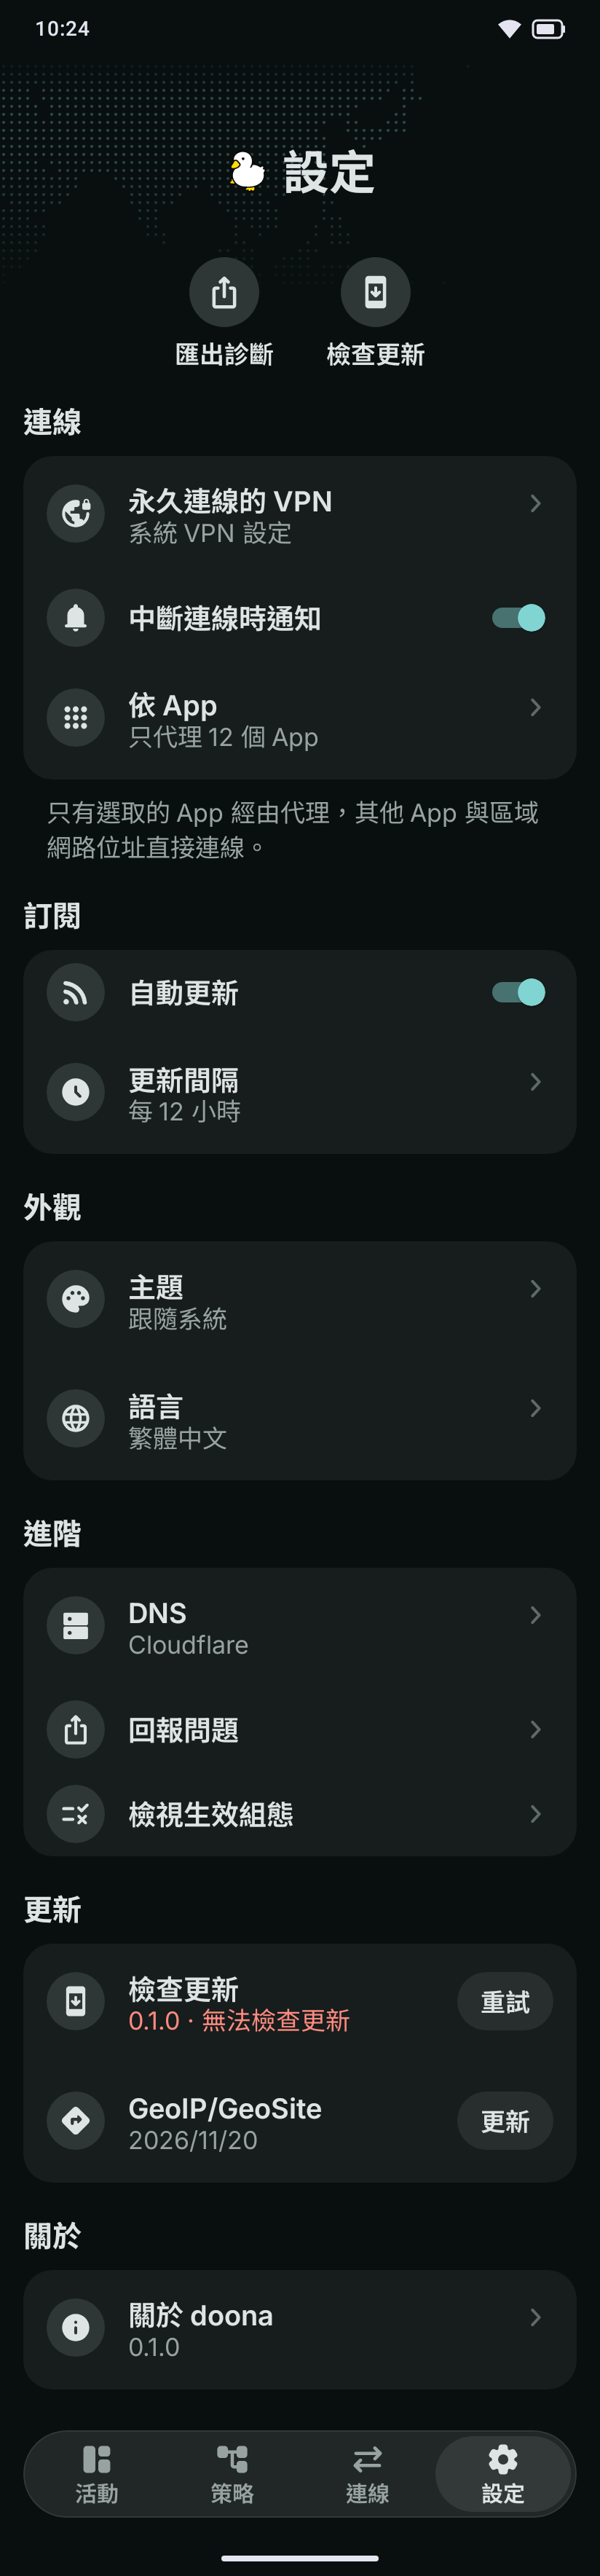 10:24
設定
匯出診斷
檢查更新
連線
永久連線的 VPN
系統 VPN 設定
中斷連線時通知
依 App
只代理 12 個 App
只有選取的 App 經由代理，其他 App 與區域
網路位址直接連線。
訂閱
自動更新
更新間隔
每 12 小時
外觀
主題
跟隨系統
語言
繁體中文
進階
DNS
Cloudflare
回報問題
檢視生效組態
更新
檢查更新
0.1.0 · 無法檢查更新
重試
GeoIP/GeoSite
2026/11/20
更新
關於
關於 doona
0.1.0
活動
策略
連線
設定